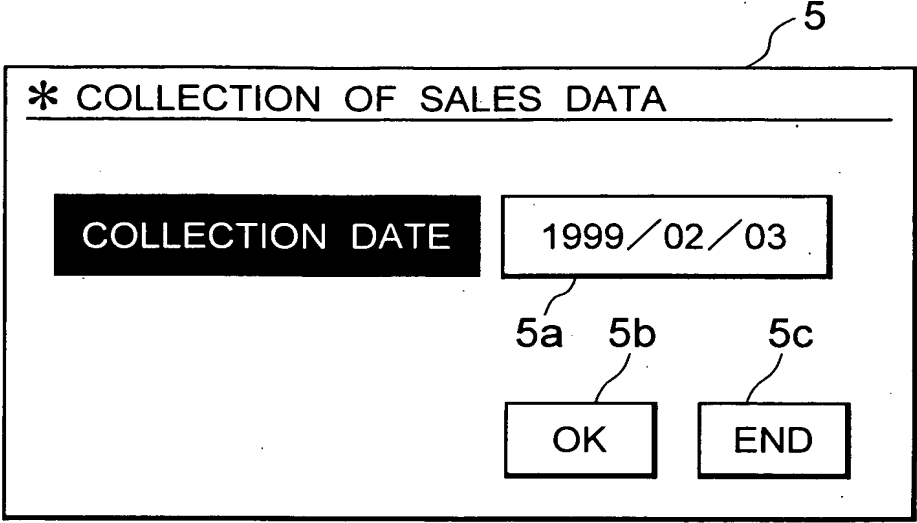 5
* COLLECTION OF SALES DATA
COLLECTION DATE 1999/02/03
5a 5b 5c
OK END